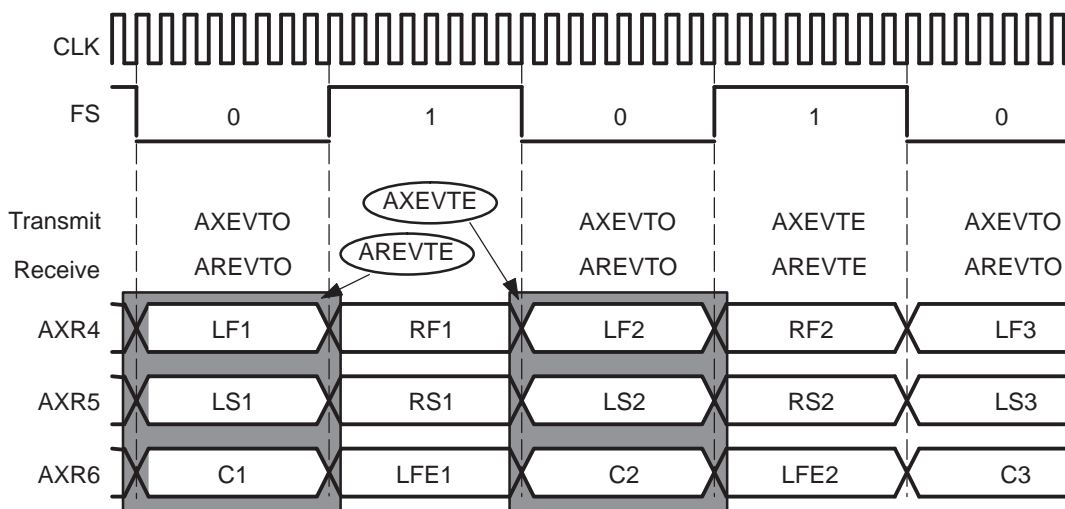 CLK
FS 0 1 0 1 0
AXEVTE
Transmit AXEVTO AXEVTO AXEVTE AXEVTO
AREVTE
Receive AREVTO AREVTO AREVTE AREVTO
AXR4 LF1 RF1 LF2 RF2 LF3
AXR5 LS1 RS1 LS2 RS2 LS3
AXR6 C1 LFE1 C2 LFE2 C3